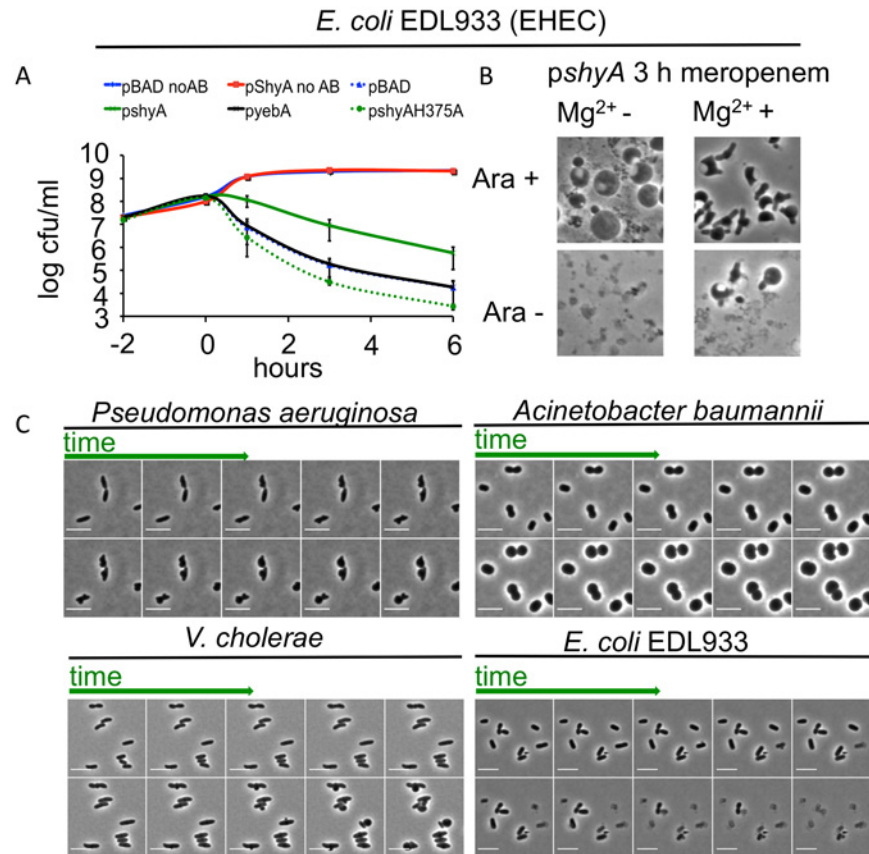 E. coli EDL933 (EHEC)
A
pBAD noAB pShyA no AB pBAD
pshyA pyebA pshyAH375A
log cfu/ml
10
9
8
7
6
5
4
3
-2 0 2 4 6
hours
B
pshyA 3 h meropenem
Mg2+ - Mg2+ +
Ara +
Ara -
C
Pseudomonas aeruginosa
time
Acinetobacter baumannii
time
V. cholerae
time
E. coli EDL933
time